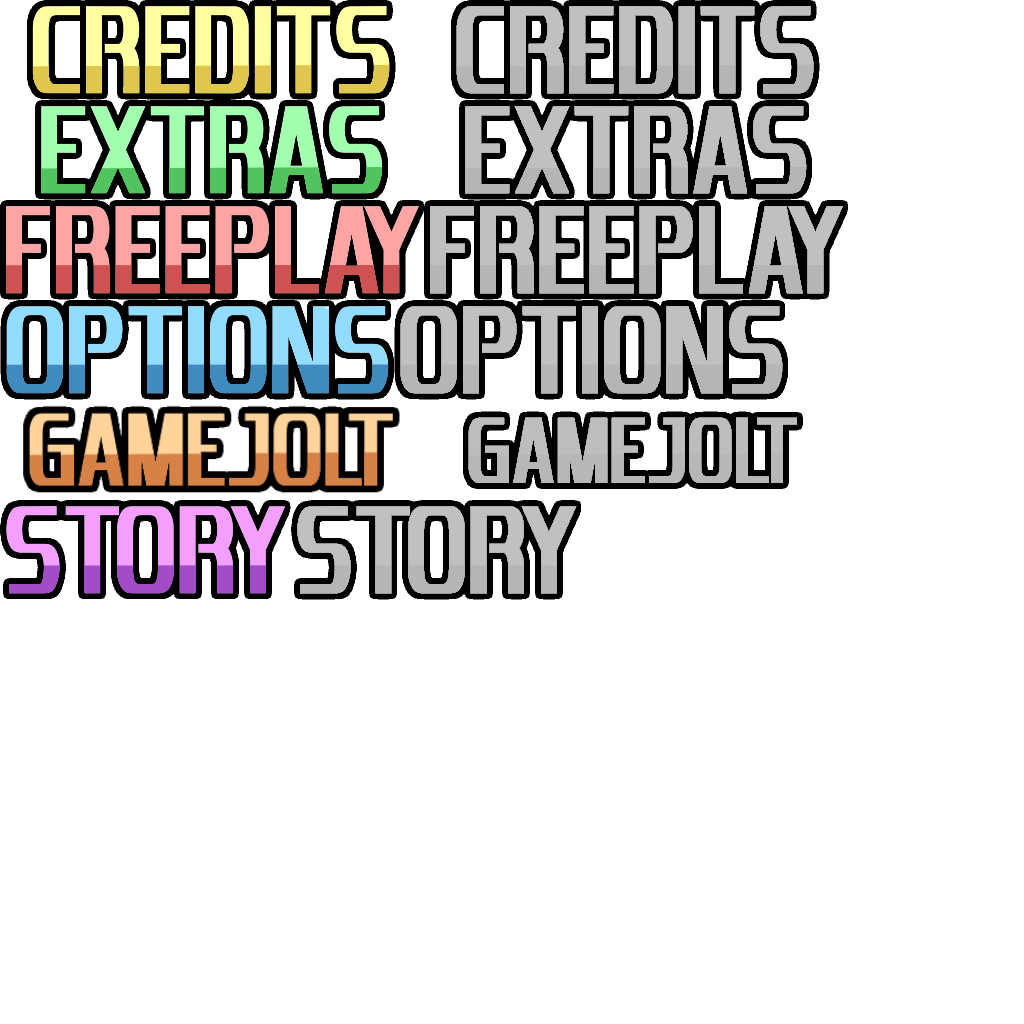 CREDITS CREDITS
EXTRAS EXTRAS
FREEPLAY FREEPLAY
OPTIONS OPTIONS
GAMEJOLT GAMEJOLT
STORY STORY